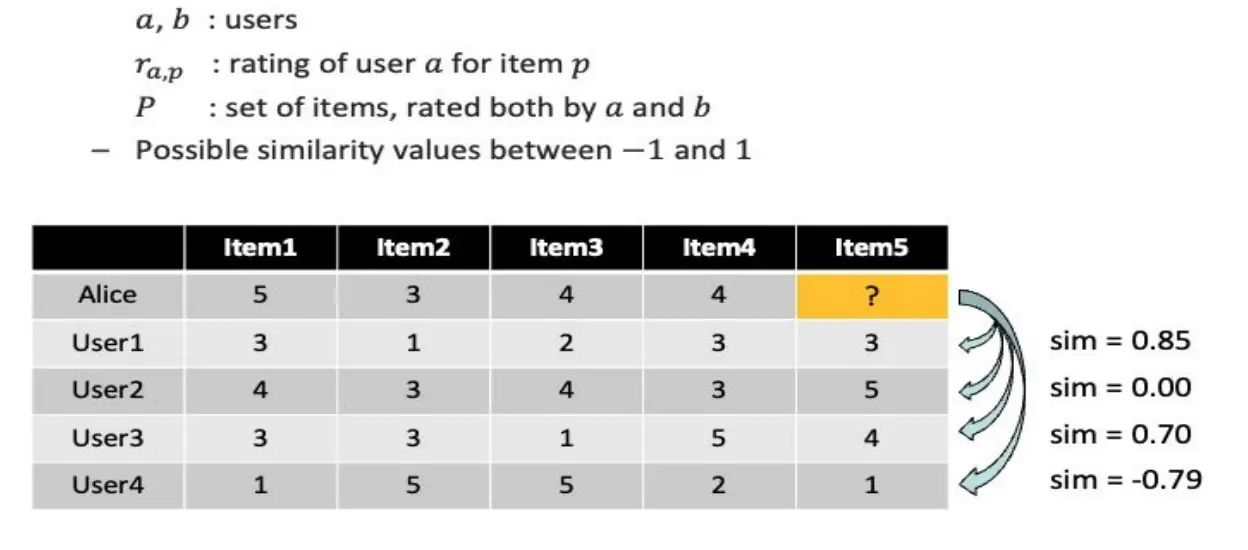 a, b : users
rₐ,ₚ : rating of user a for item p
P : set of items, rated both by a and b
– Possible similarity values between −1 and 1
Item1 Item2 Item3 Item4 Item5
Alice 5 3 4 4 ?
User1 3 1 2 3 3 sim = 0.85
User2 4 3 4 3 5 sim = 0.00
User3 3 3 1 5 4 sim = 0.70
User4 1 5 5 2 1 sim = -0.79